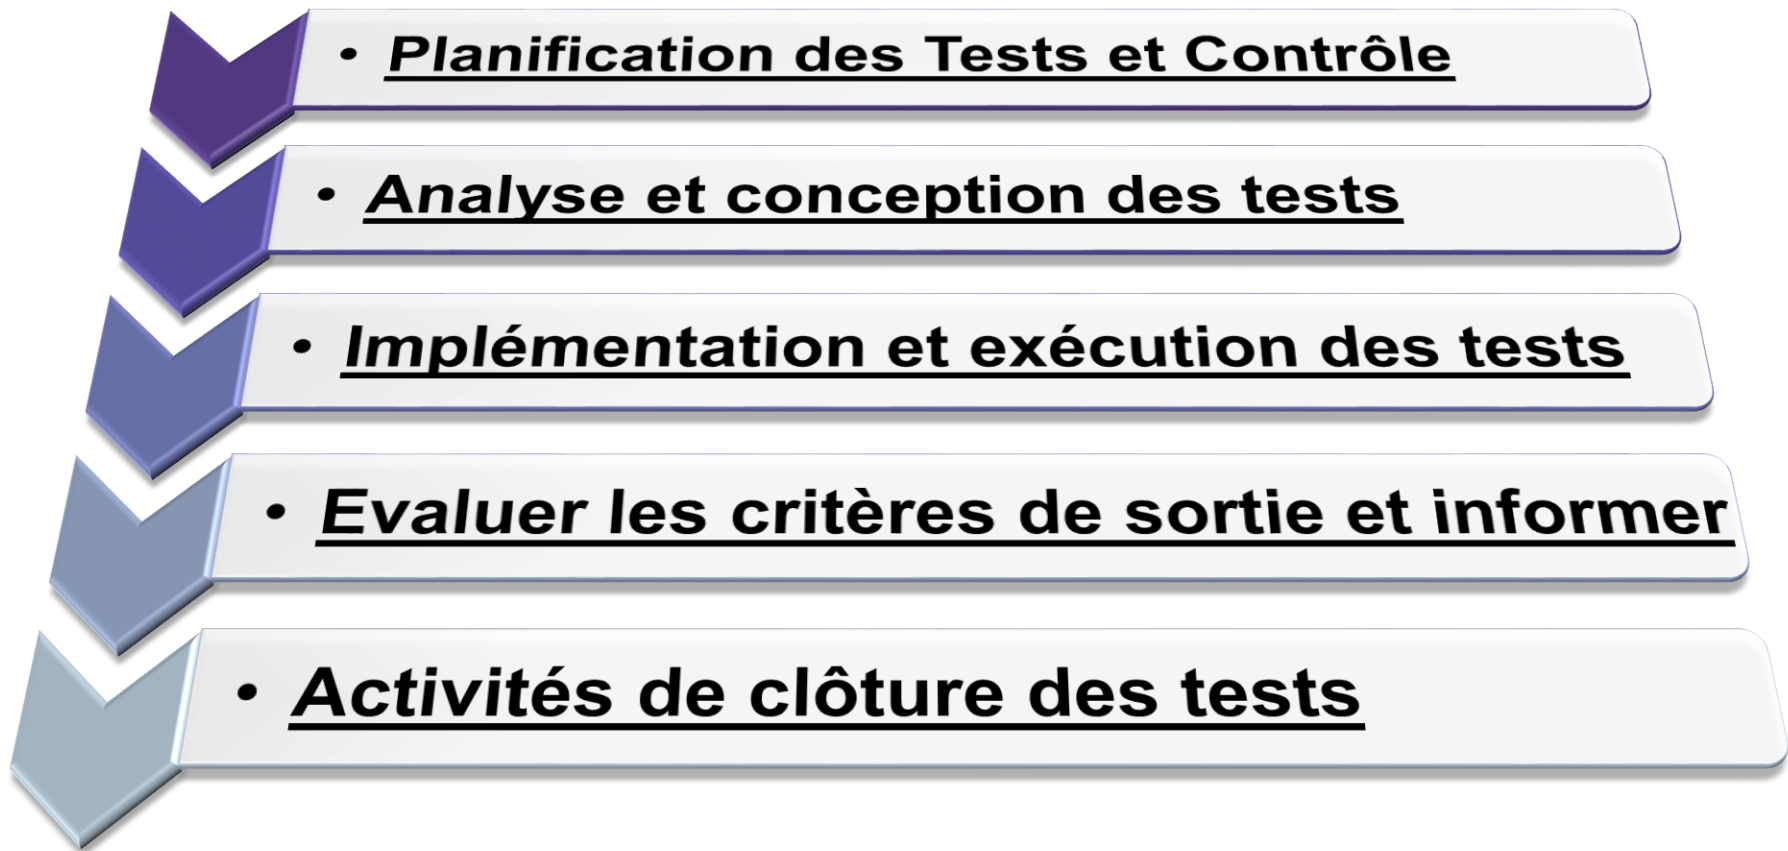 • Planification des Tests et Contrôle
• Analyse et conception des tests
• Implémentation et exécution des tests
• Evaluer les critères de sortie et informer
• Activités de clôture des tests